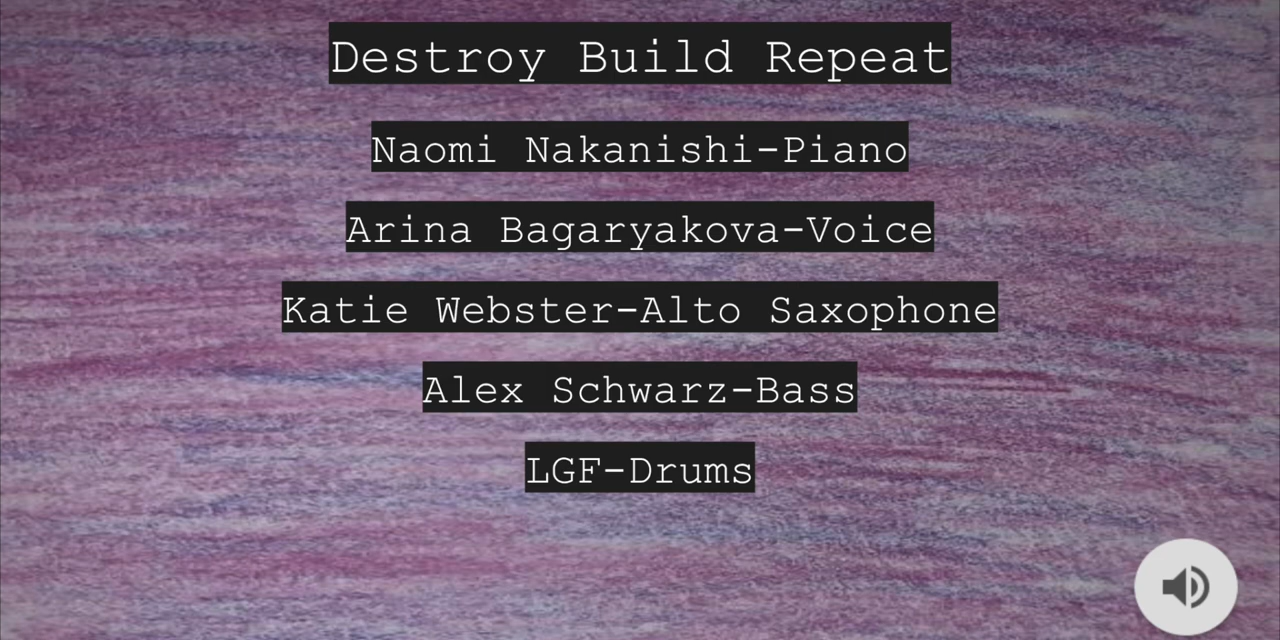 Destroy Build Repeat
Naomi Nakanishi-Piano
Arina Bagaryakova-Voice
Katie Webster-Alto Saxophone
Alex Schwarz-Bass
LGF-Drums